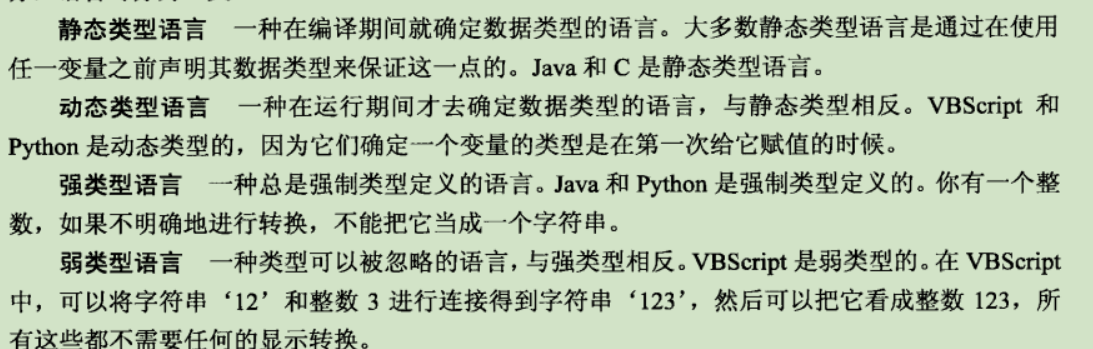 静态类型语言 一种在编译期间就确定数据类型的语言。大多数静态类型语言是通过在使用
任一变量之前声明其数据类型来保证这一点的。Java 和 C 是静态类型语言。
动态类型语言 一种在运行期间才去确定数据类型的语言，与静态类型相反。VBScript 和
Python 是动态类型的，因为它们确定一个变量的类型是在第一次给它赋值的时候。
强类型语言 一种总是强制类型定义的语言。Java 和 Python 是强制类型定义的。你有一个整
数，如果不明确地进行转换，不能把它当成一个字符串。
弱类型语言 一种类型可以被忽略的语言，与强类型相反。VBScript 是弱类型的。在 VBScript
中，可以将字符串‘12’和整数 3 进行连接得到字符串‘123’，然后可以把它看成整数 123，所
有这些都不需要任何的显示转换。